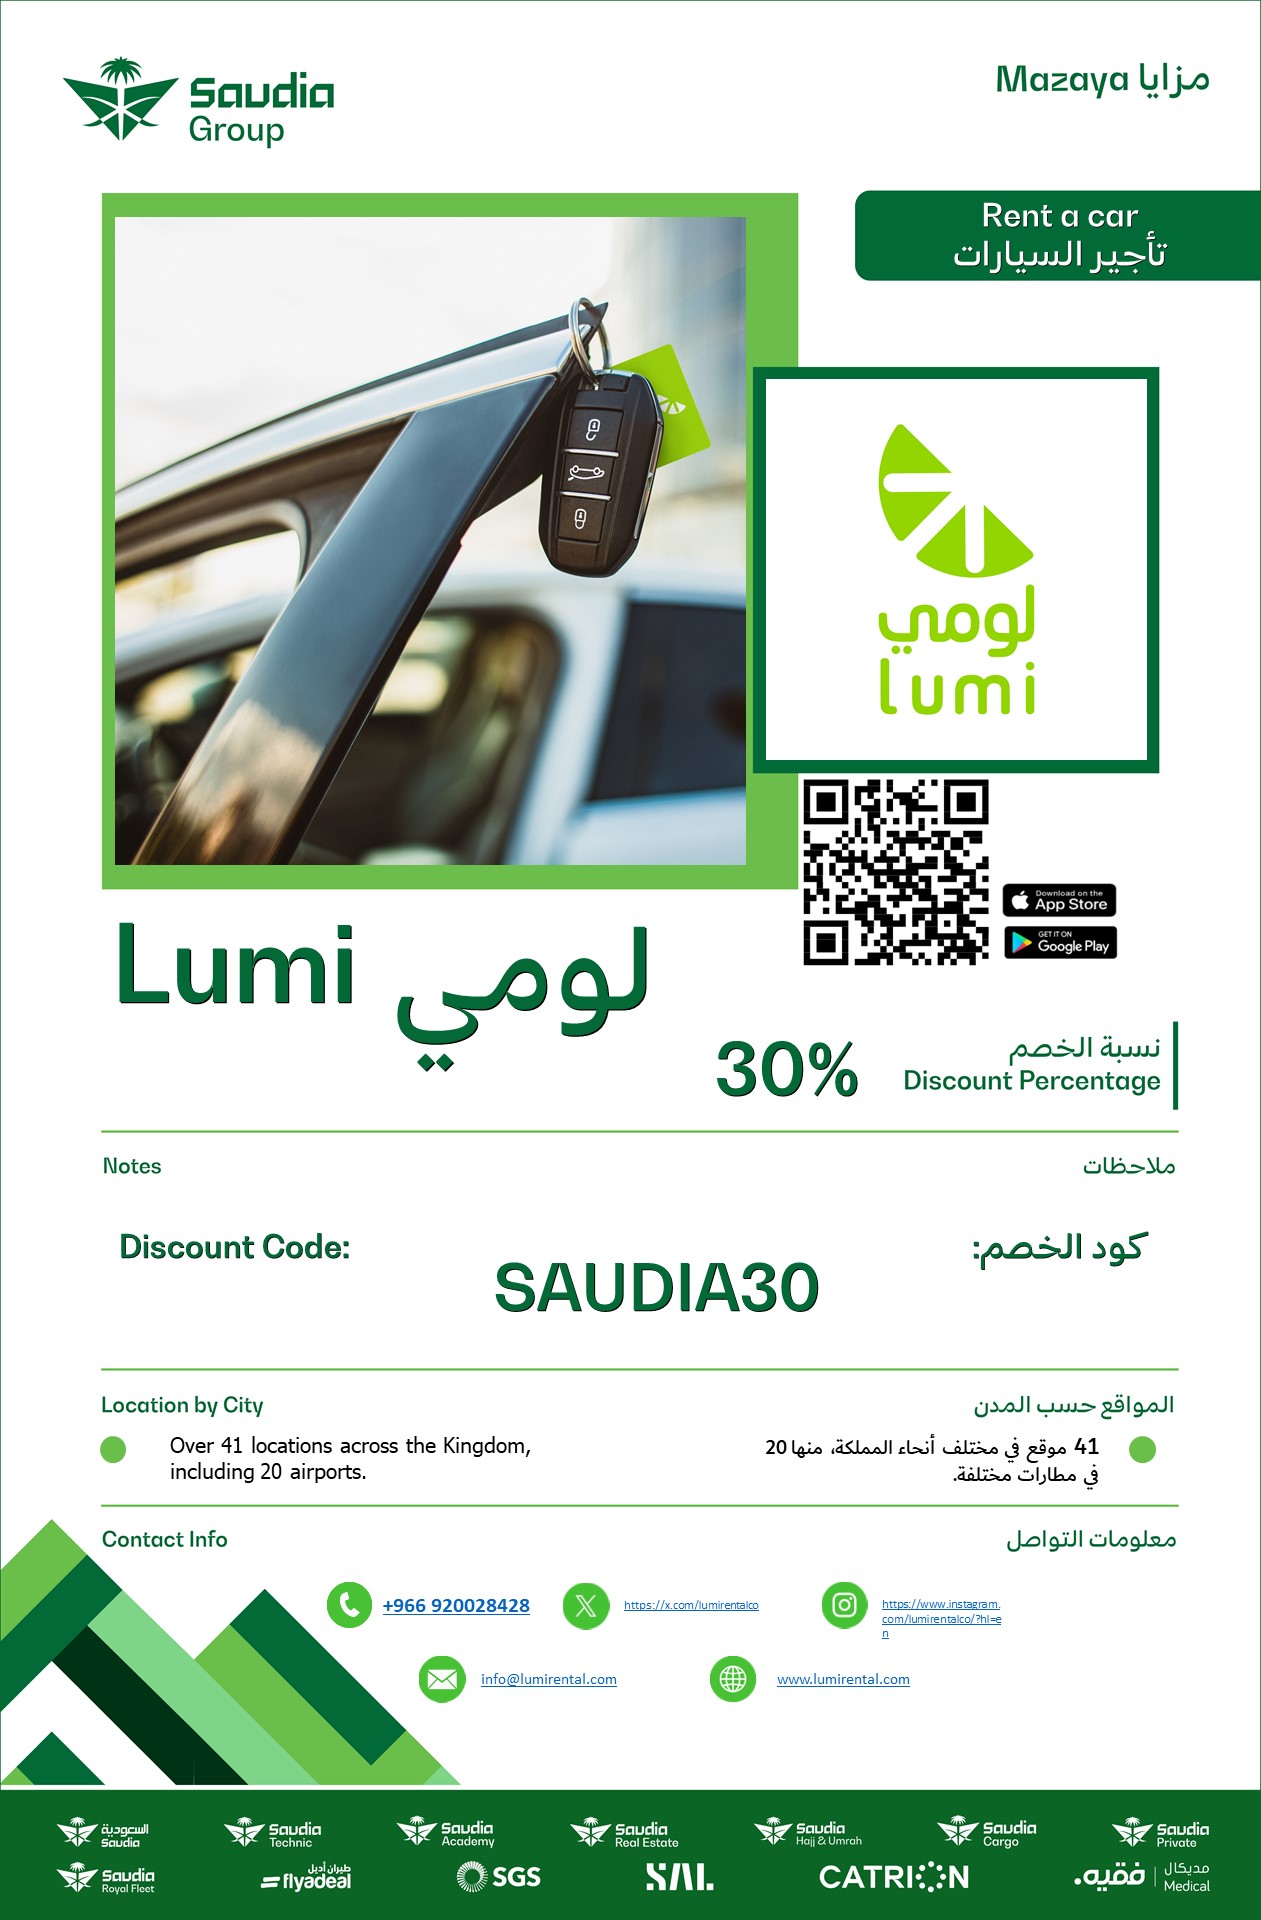 Saudia
Group
Mazaya مزايا
Rent a car
تأجير السيارات
لومي
lumi
Download on the
App Store
GET IT ON
Google Play
Lumi لومي
30%
نسبة الخصم
Discount Percentage
Notes
ملاحظات
Discount Code:
كود الخصم:
SAUDIA30
Location by City
المواقع حسب المدن
Over 41 locations across the Kingdom,
including 20 airports.
41 موقع في مختلف أنحاء المملكة، منها 20
في مطارات مختلفة.
Contact Info
معلومات التواصل
+966 920028428
https://x.com/lumirentalco
https://www.instagram.
com/lumirentalco/?hl=e
n
info@lumirental.com
www.lumirental.com
السعودية
Saudia
Saudia
Technic
Saudia
Academy
Saudia
Real Estate
Saudia
Hajj & Umrah
Saudia
Cargo
Saudia
Private
Saudia
Royal Fleet
طيران أديل
flyadeal
SGS
SAL
CATRION
فقيه.
مديكال
Medical